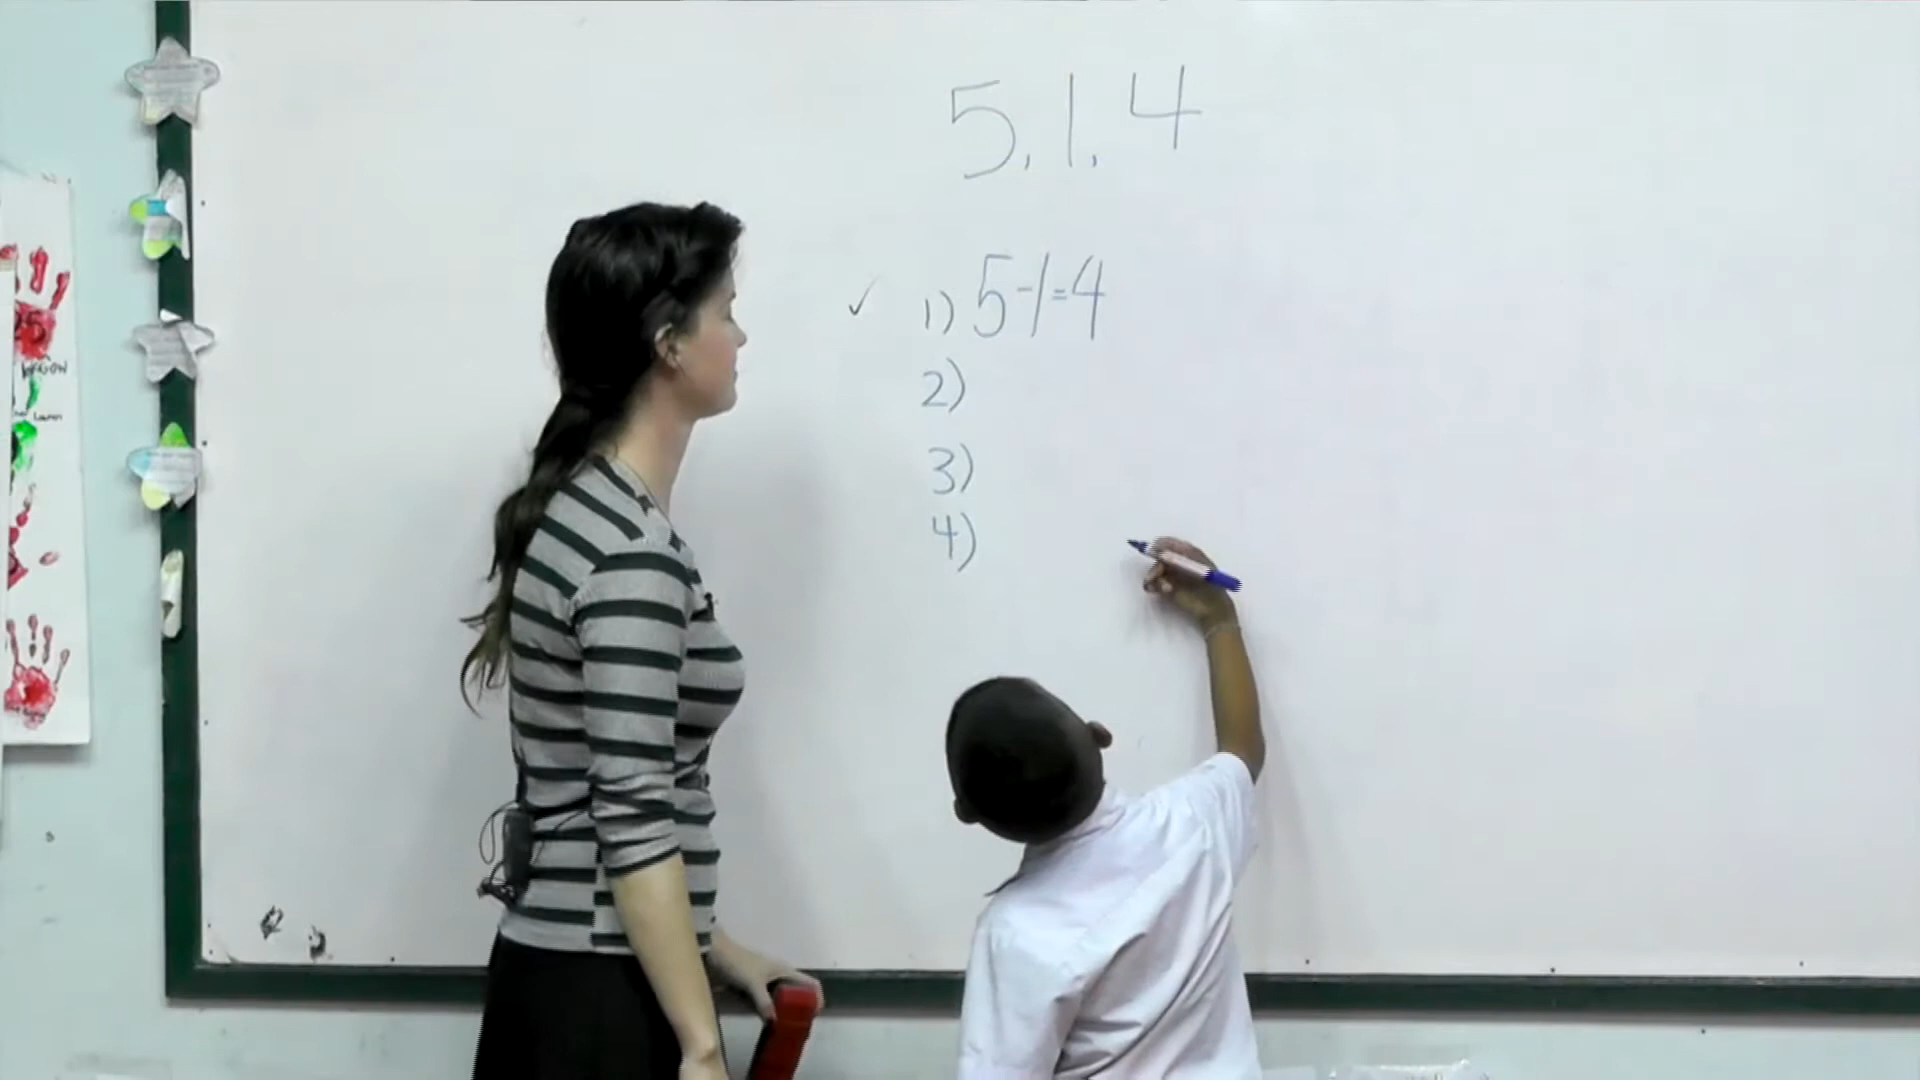 5, 1, 4
✓ 1) 5-1=4
2)
3)
4)